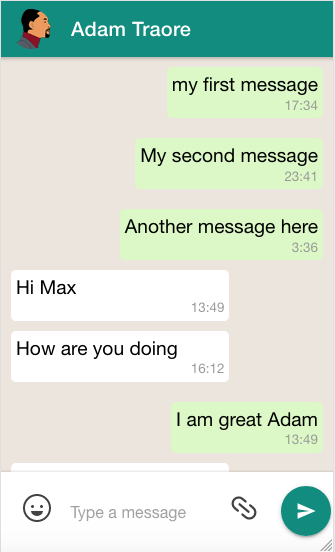 Adam Traore
my first message
17:34
My second message
23:41
Another message here
3:36
Hi Max
13:49
How are you doing
16:12
I am great Adam
13:49
Type a message